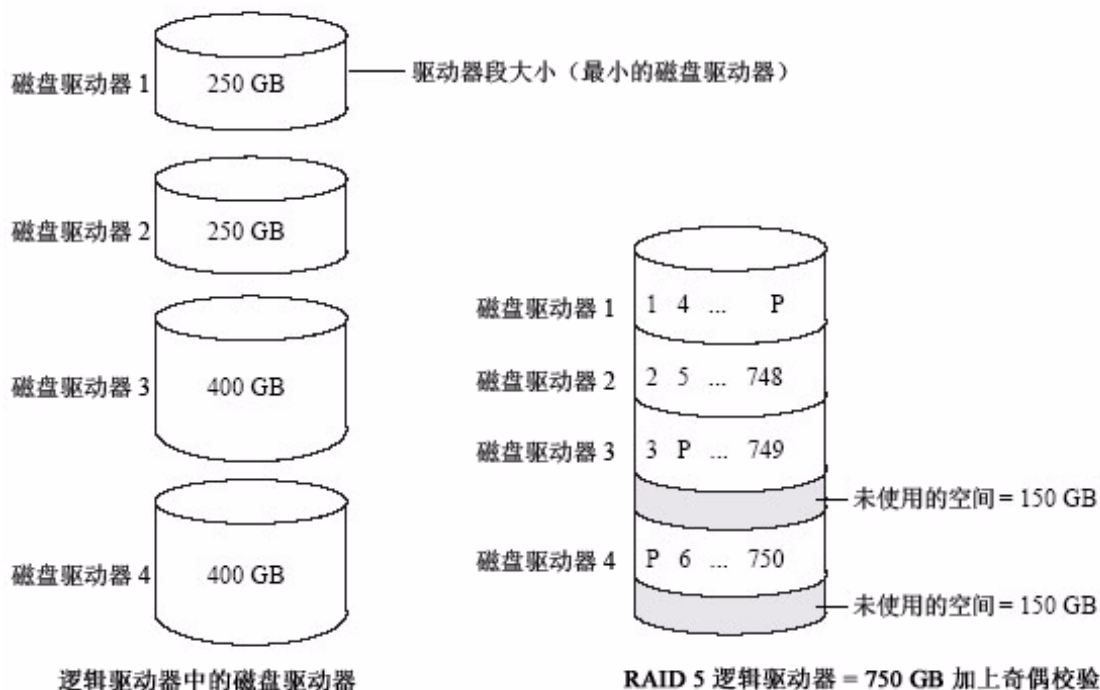 磁盘驱动器 1
250 GB
驱动器段大小（最小的磁盘驱动器）
磁盘驱动器 2
250 GB
磁盘驱动器 3
400 GB
磁盘驱动器 4
400 GB
逻辑驱动器中的磁盘驱动器
磁盘驱动器 1
1 4 ... P
磁盘驱动器 2
2 5 ... 748
磁盘驱动器 3
3 P ... 749
未使用的空间 = 150 GB
磁盘驱动器 4
P 6 ... 750
未使用的空间 = 150 GB
RAID 5 逻辑驱动器 = 750 GB 加上奇偶校验